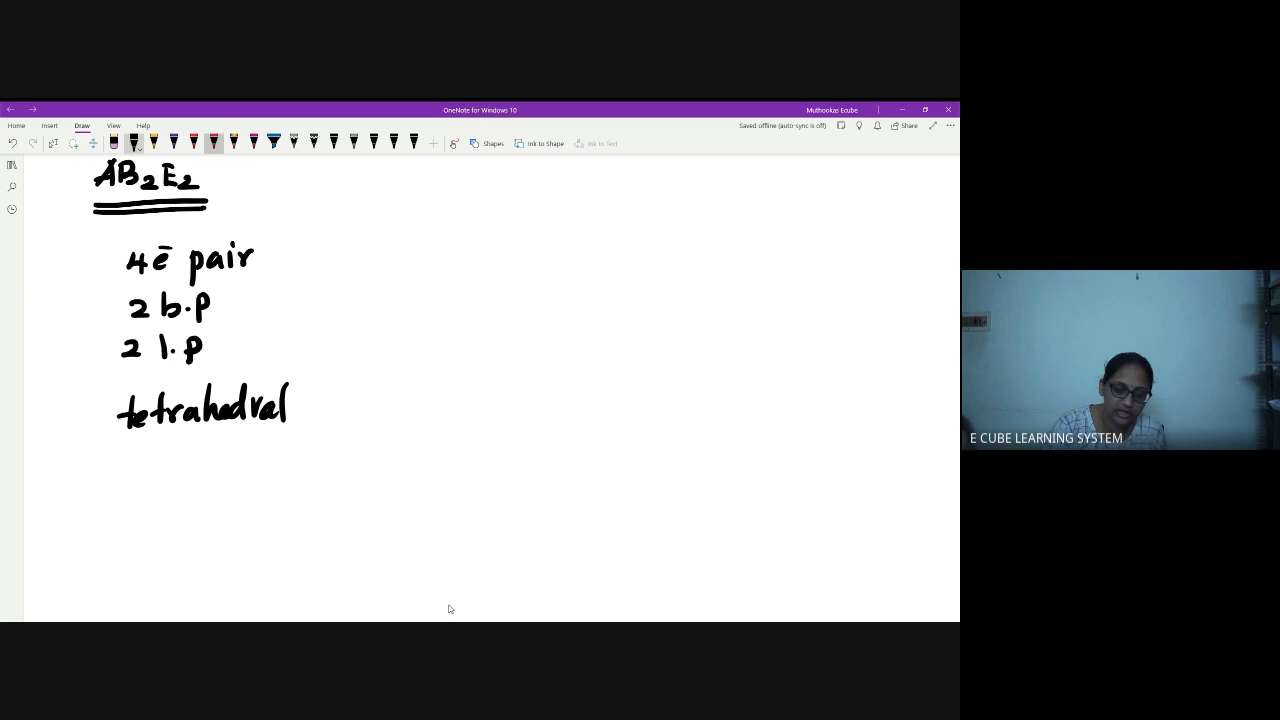 OneNote for Windows 10
Muthookas Ecube
Home Insert Draw View Help
Saved offline (auto-sync is off)
Share
Shapes
Ink to Shape
Ink to Text
AB₂E₂
4 ē pair
2 b.p
2 l.p
tetrahedral
E CUBE LEARNING SYSTEM